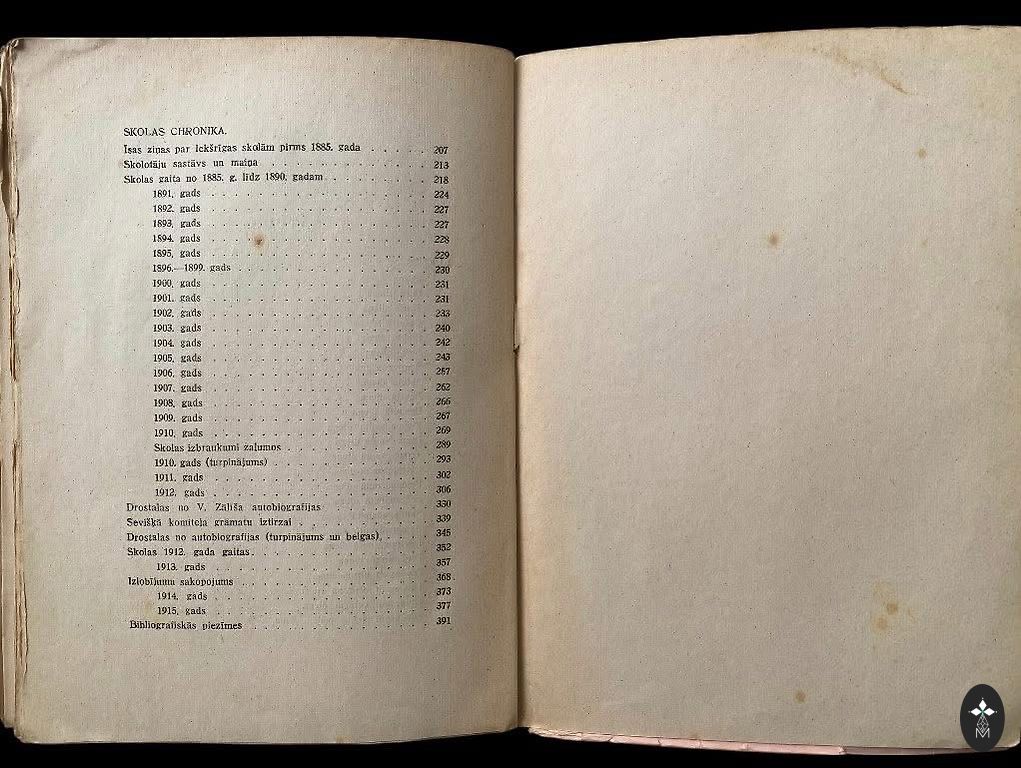 SKOLAS CHRONIKA.
Īsas ziņas par Iekšrīgas skolām pirms 1885. gada . . . . . 207
Skolotāju sastāvs un maiņa . . . . . 213
Skolas gaita no 1885. g. līdz 1890. gadam . . . . . 218
1891. gads . . . . . 224
1892. gads . . . . . 227
1893. gads . . . . . 227
1894. gads . . . . . 228
1895. gads . . . . . 229
1896.—1899. gads . . . . . 230
1900. gads . . . . . 231
1901. gads . . . . . 231
1902. gads . . . . . 233
1903. gads . . . . . 240
1904. gads . . . . . 242
1905. gads . . . . . 243
1906. gads . . . . . 257
1907. gads . . . . . 262
1908. gads . . . . . 266
1909. gads . . . . . 267
1910. gads . . . . . 269
Skolas izbraukumi zaļumos . . . . . 289
1910. gads (turpinājums) . . . . . 293
1911. gads . . . . . 302
1912. gads . . . . . 306
Drostalas no V. Zālīša autobiografijas . . . . . 330
Sevišķā komiteja grāmatu iztirzai . . . . . 339
Drostalas no autobiografijas (turpinājums un beigas) . . . . . 345
Skolas 1912. gada gaitas . . . . . 352
1913. gads . . . . . 357
Izlobījumu sakopojums . . . . . 368
1914. gads . . . . . 373
1915. gads . . . . . 377
Bibliografiskās piezīmes . . . . . 391
M